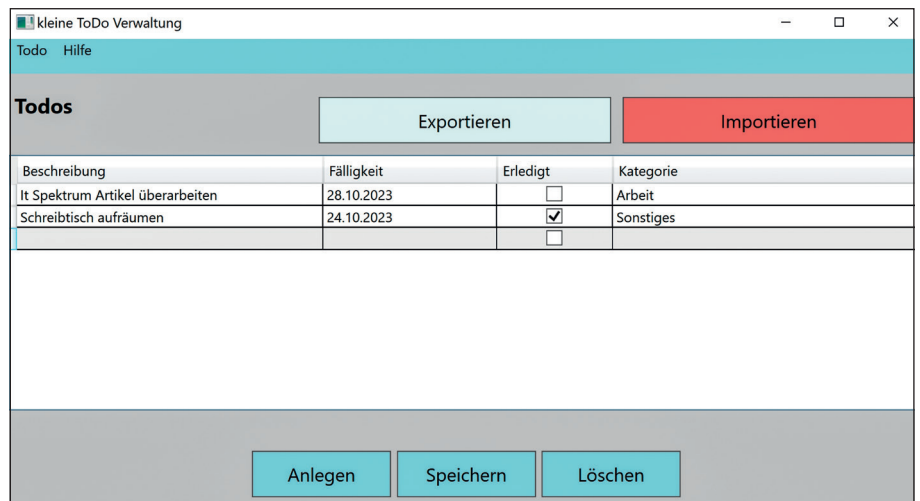 kleine ToDo Verwaltung
Todo Hilfe
Todos
Exportieren Importieren
Beschreibung Fälligkeit Erledigt Kategorie
It Spektrum Artikel überarbeiten 28.10.2023 Arbeit
Schreibtisch aufräumen 24.10.2023 Sonstiges
Anlegen Speichern Löschen